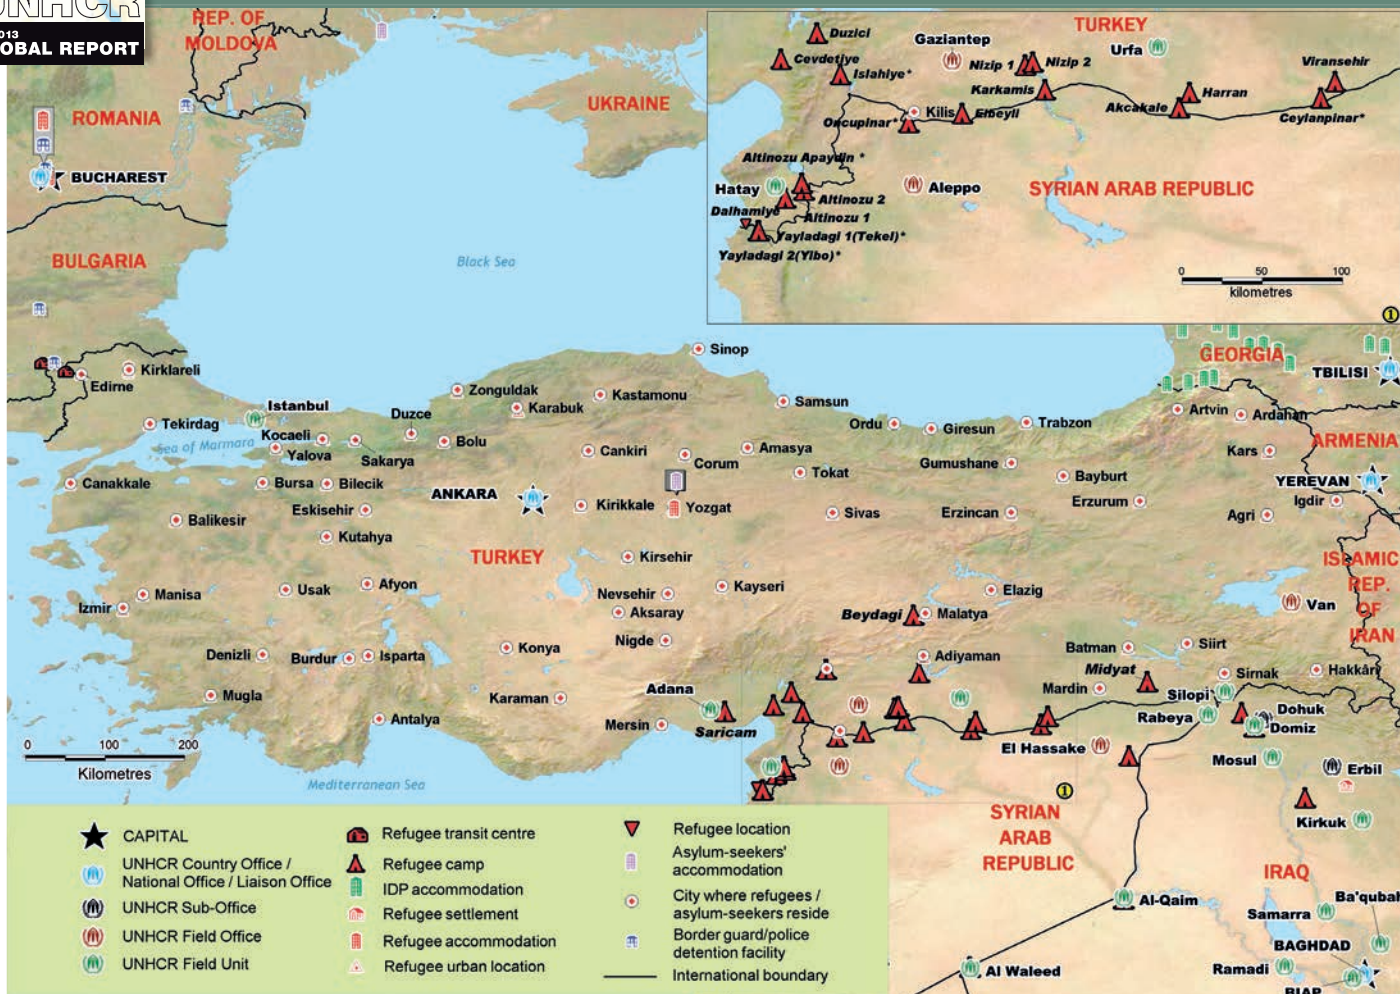 UNHCR
2013
GLOBAL REPORT
REP. OF
MOLDOVA
ROMANIA
UKRAINE
BUCHAREST
BULGARIA
Black Sea
TURKEY
Duzici
Gaziantep
Urfa
Cevdetiye
Islahiye*
Nizip 1
Nizip 2
Viransehir
Karkamis
Harran
Akcakale
Ceylanpinar*
Kilis
Elbeyli
Oncupinar*
Altinozu Apaydin *
Hatay
Aleppo
SYRIAN ARAB REPUBLIC
Altinozu 2
Dalhamiye
Altinozu 1
Yayladagi 1(Tekel)*
Yayladagi 2(Yibo)*
0 50 100
kilometres
1
Sinop
GEORGIA
TBILISI
Kirklareli
Edirne
Zonguldak
Kastamonu
Karabuk
Samsun
Artvin
Ardahan
Istanbul
Duzce
Tekirdag
Ordu
Giresun
Trabzon
Sea of Marmara
Kocaeli
Yalova
Sakarya
Bolu
Cankiri
Corum
Amasya
Gumushane
Kars
ARMENIA
Canakkale
Bursa
Bilecik
ANKARA
Tokat
Bayburt
YEREVAN
Eskisehir
Kirikkale
Yozgat
Sivas
Erzincan
Erzurum
Igdir
Agri
Balikesir
Kutahya
TURKEY
Kirsehir
ISLAMIC
REP.
OF
IRAN
Manisa
Usak
Afyon
Nevsehir
Kayseri
Elazig
Izmir
Aksaray
Beydagi
Malatya
Van
Denizli
Burdur
Isparta
Konya
Nigde
Adiyaman
Batman
Siirt
Midyat
Sirnak
Hakkâri
Mugla
Karaman
Adana
Mardin
Silopi
Antalya
Mersin
Saricam
Rabeya
Dohuk
Domiz
0 100 200
Kilometres
El Hassake
Mosul
Erbil
Mediterranean Sea
1
SYRIAN
ARAB
REPUBLIC
Kirkuk
IRAQ
Al-Qaim
Ba'qubah
Samarra
BAGHDAD
Al Waleed
Ramadi
BIAP
CAPITAL
UNHCR Country Office /
National Office / Liaison Office
UNHCR Sub-Office
UNHCR Field Office
UNHCR Field Unit
Refugee transit centre
Refugee camp
IDP accommodation
Refugee settlement
Refugee accommodation
Refugee urban location
Refugee location
Asylum-seekers'
accommodation
City where refugees /
asylum-seekers reside
Border guard/police
detention facility
International boundary